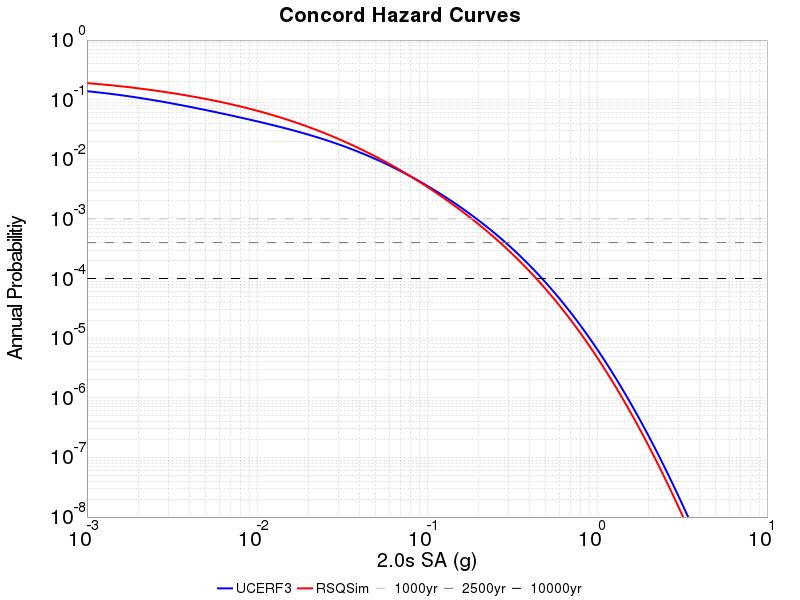 Concord Hazard Curves
10^0
10^-1
10^-2
10^-3
10^-4
10^-5
10^-6
10^-7
10^-8
Annual Probability
10^-3 10^-2 10^-1 10^0 10^1
2.0s SA (g)
UCERF3 RSQSim 1000yr 2500yr 10000yr